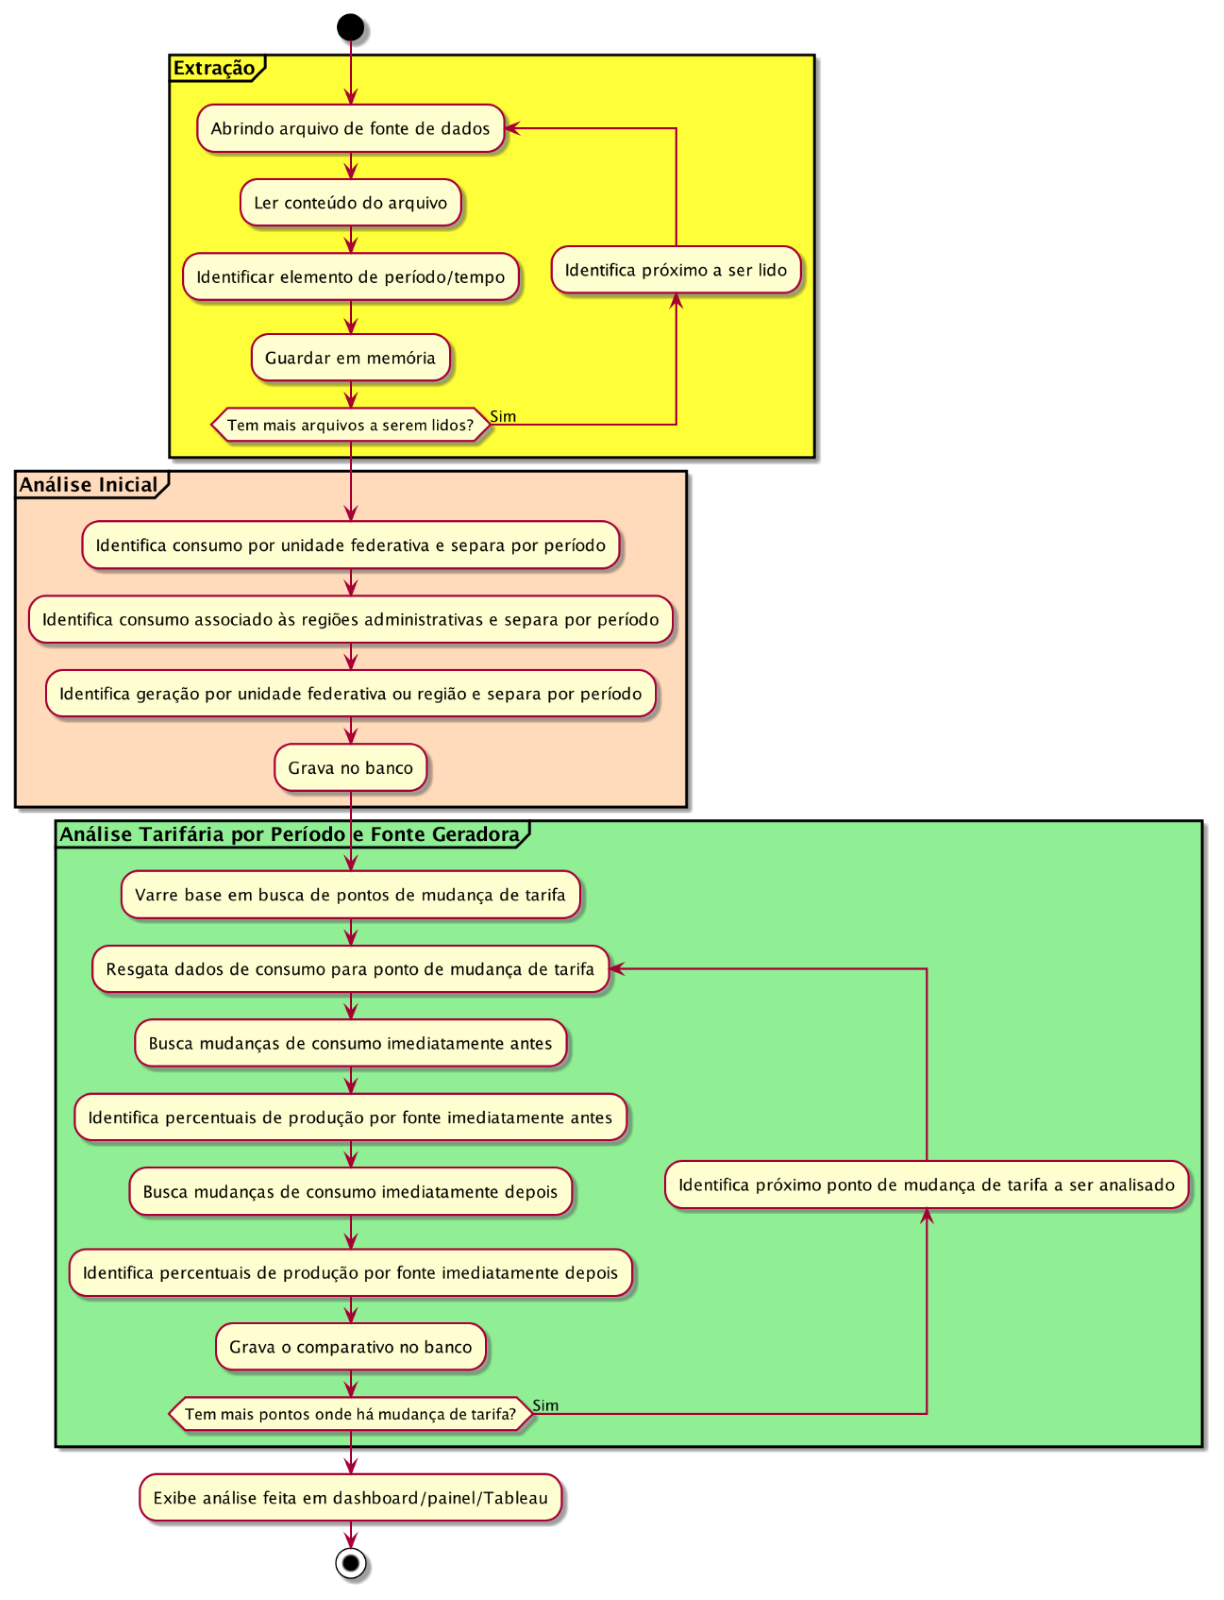 Extração
Abrindo arquivo de fonte de dados
Ler conteúdo do arquivo
Identificar elemento de período/tempo
Identifica próximo a ser lido
Guardar em memória
Tem mais arquivos a serem lidos?
Sim
Análise Inicial
Identifica consumo por unidade federativa e separa por período
Identifica consumo associado às regiões administrativas e separa por período
Identifica geração por unidade federativa ou região e separa por período
Grava no banco
Análise Tarifária por Período e Fonte Geradora
Varre base em busca de pontos de mudança de tarifa
Resgata dados de consumo para ponto de mudança de tarifa
Busca mudanças de consumo imediatamente antes
Identifica percentuais de produção por fonte imediatamente antes
Busca mudanças de consumo imediatamente depois
Identifica próximo ponto de mudança de tarifa a ser analisado
Identifica percentuais de produção por fonte imediatamente depois
Grava o comparativo no banco
Tem mais pontos onde há mudança de tarifa?
Sim
Exibe análise feita em dashboard/painel/Tableau